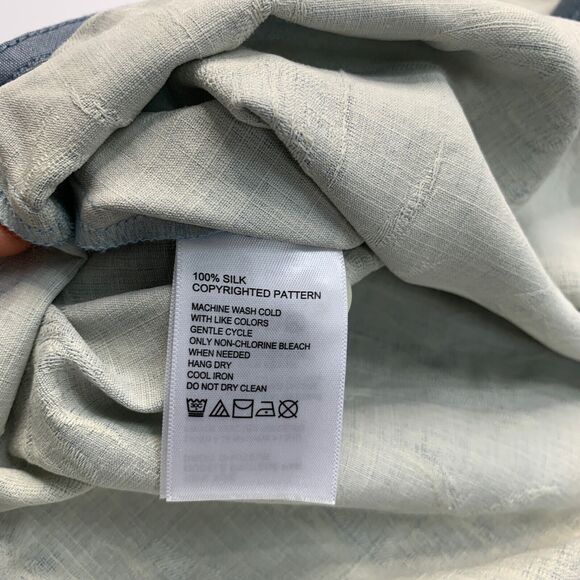 100% SILK
COPYRIGHTED PATTERN
MACHINE WASH COLD
WITH LIKE COLORS
GENTLE CYCLE
ONLY NON-CHLORINE BLEACH
WHEN NEEDED
HANG DRY
COOL IRON
DO NOT DRY CLEAN